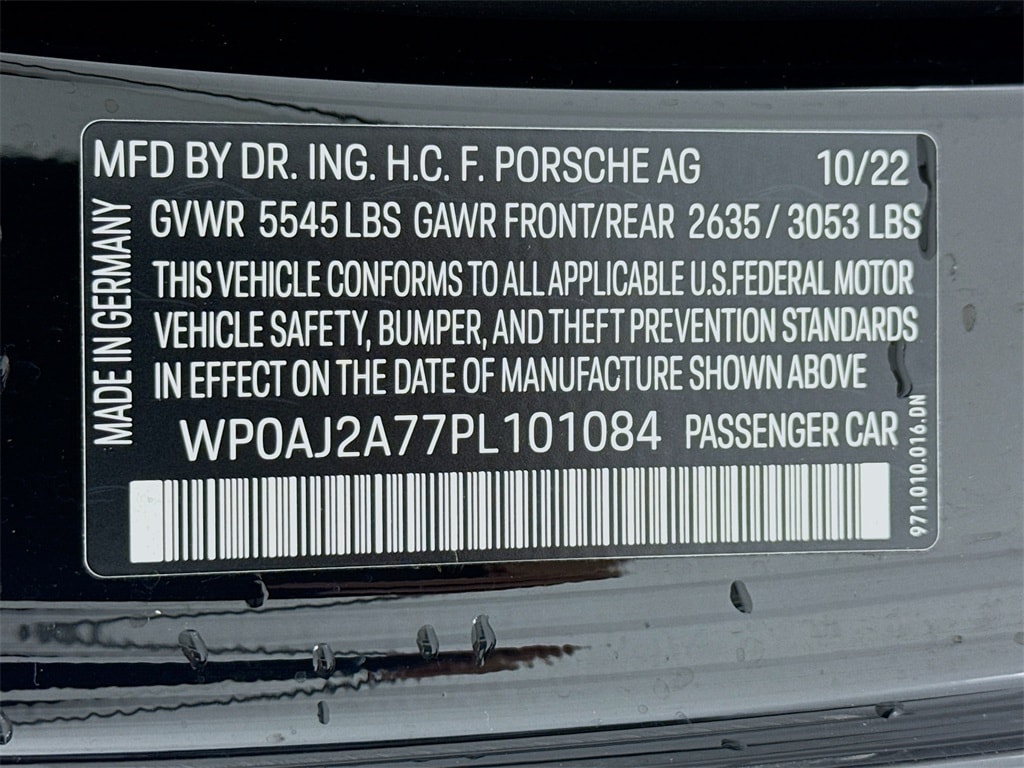 MFD BY DR. ING. H.C. F. PORSCHE AG 10/22
GVWR 5545 LBS GAWR FRONT/REAR 2635 / 3053 LBS
THIS VEHICLE CONFORMS TO ALL APPLICABLE U.S.FEDERAL MOTOR
VEHICLE SAFETY, BUMPER, AND THEFT PREVENTION STANDARDS
IN EFFECT ON THE DATE OF MANUFACTURE SHOWN ABOVE
WP0AJ2A77PL101084 PASSENGER CAR
MADE IN GERMANY
971.010.016.DN